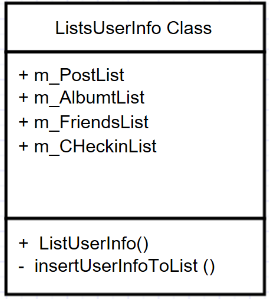 ListsUserInfo Class
+ m_PostList
+ m_AlbumtList
+ m_FriendsList
+ m_CHeckinList
+ ListUserInfo()
- insertUserInfoToList ()